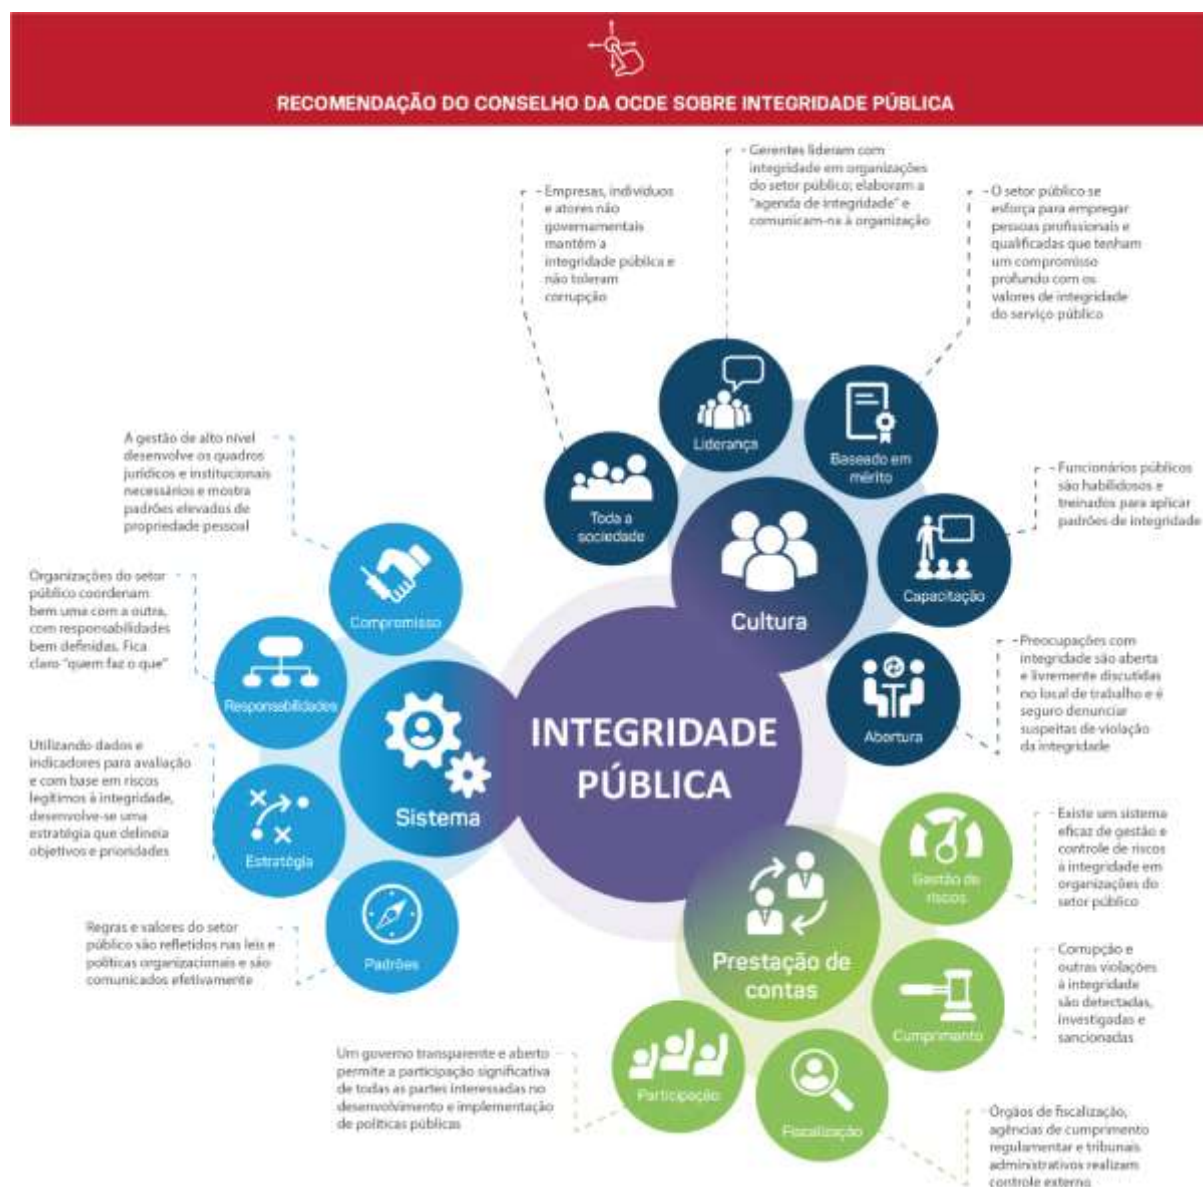 RECOMENDAÇÃO DO CONSELHO DA OCDE SOBRE INTEGRIDADE PÚBLICA
Gerentes lideram com
integridade em organizações
do setor público; elaboram a
"agenda de integridade" e
comunicam-na à organização
Empresas, indivíduos
e atores não
governamentais
mantêm a
integridade pública e
não toleram
corrupção
O setor público se
esforça para empregar
pessoas profissionais e
qualificadas que tenham
um compromisso
profundo com os
valores de integridade
do serviço público
Liderança
Baseado em
mérito
Toda a
sociedade
Funcionários públicos
são habilidosos e
treinados para aplicar
padrões de integridade
Capacitação
Cultura
Preocupações com
integridade são aberta
e livremente discutidas
no local de trabalho e é
seguro denunciar
suspeitas de violação
da integridade
Abertura
A gestão de alto nível
desenvolve os quadros
jurídicos e institucionais
necessários e mostra
padrões elevados de
propriedade pessoal
Compromisso
Organizações do setor
público coordenam
bem uma com a outra,
com responsabilidades
bem definidas. Fica
claro "quem faz o que"
Responsabilidades
INTEGRIDADE
PÚBLICA
Sistema
Utilizando dados e
indicadores para avaliação
e com base em riscos
legítimos à integridade,
desenvolve-se uma
estratégia que delineia
objetivos e prioridades
Estratégia
Regras e valores do setor
público são refletidos nas leis e
políticas organizacionais e são
comunicados efetivamente
Padrões
Existe um sistema
eficaz de gestão e
controle de riscos
à integridade em
organizações do
setor público
Gestão de
riscos
Prestação de
contas
Corrupção e
outras violações
à integridade
são detectadas,
investigadas e
sancionadas
Cumprimento
Um governo transparente e aberto
permite a participação significativa
de todas as partes interessadas no
desenvolvimento e implementação
de políticas públicas
Participação
Fiscalização
Órgãos de fiscalização,
agências de cumprimento
regulamentar e tribunais
administrativos realizam
controle externo